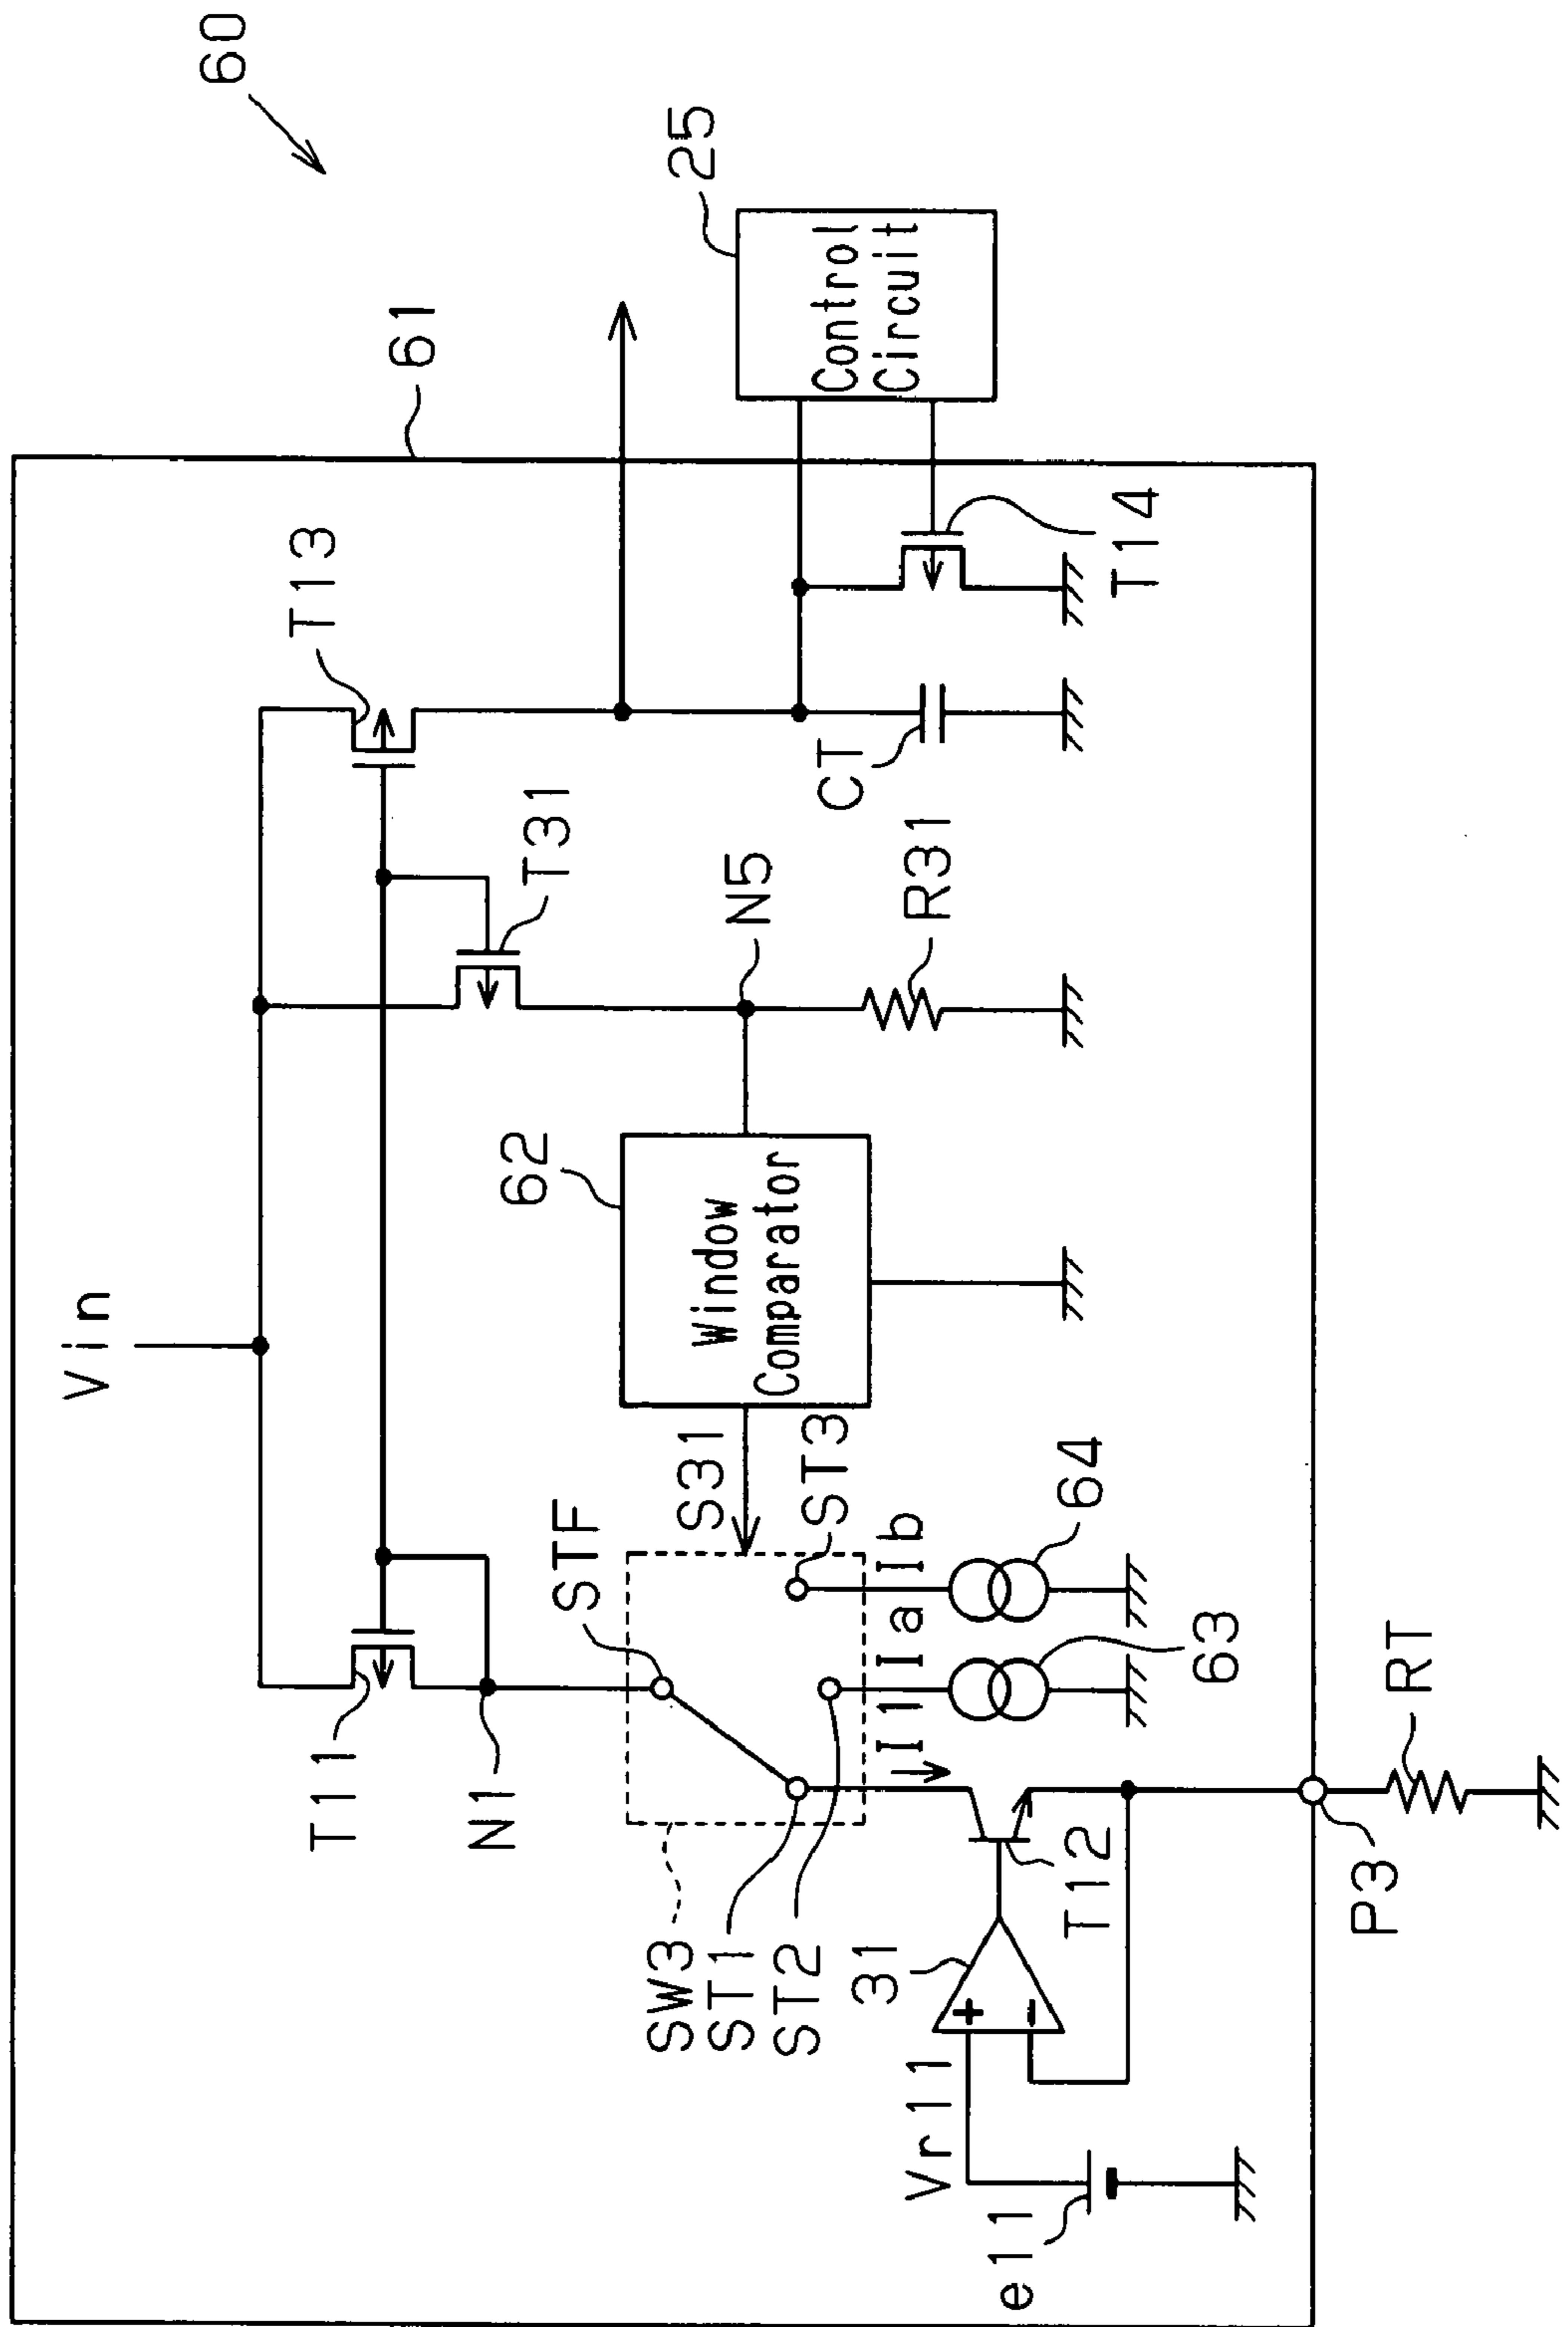 60
61
Vin
T13
T11
T31
25
Control
Circuit
N1
STF
62
Window
Comparator
N5
S31
SW3
ST1
ST2
ST3
CT
R31
T14
I11
Ia
Ib
64
63
Vr11
31
T12
e11
P3
RT